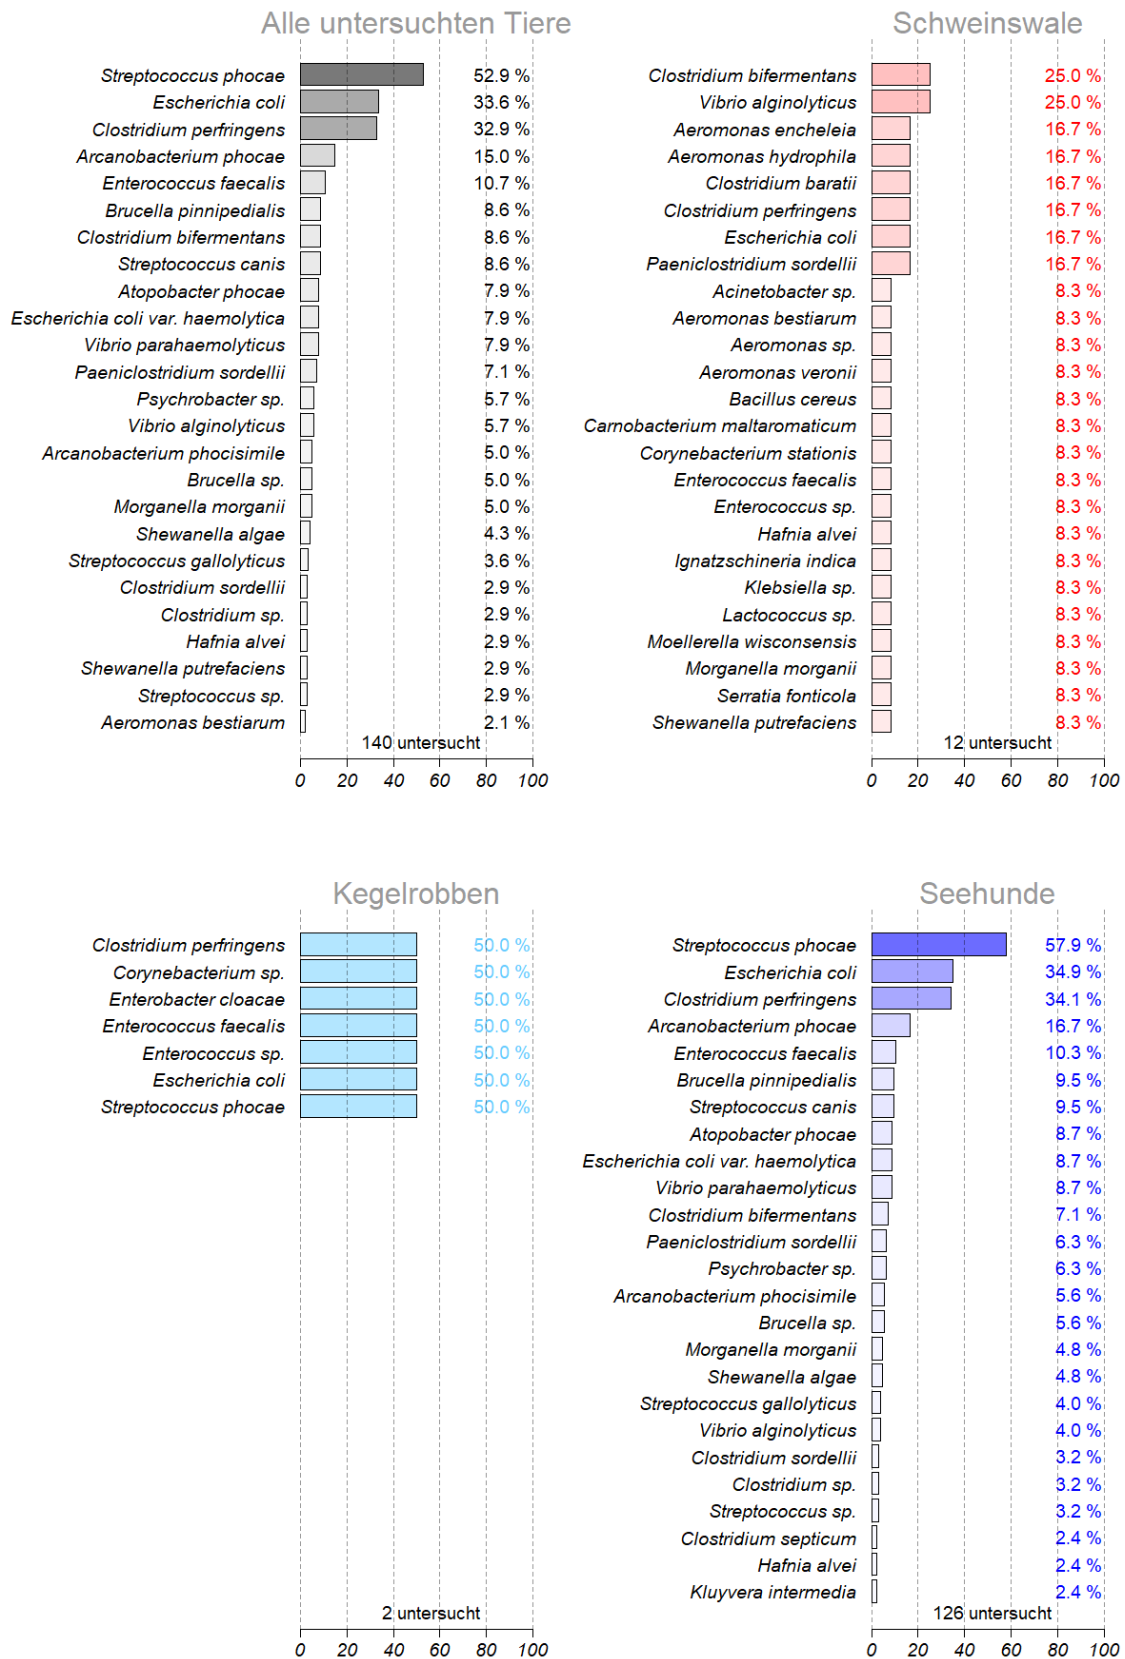 Alle untersuchten Tiere
Streptococcus phocae 52.9 %
Escherichia coli 33.6 %
Clostridium perfringens 32.9 %
Arcanobacterium phocae 15.0 %
Enterococcus faecalis 10.7 %
Brucella pinnipedialis 8.6 %
Clostridium bifermentans 8.6 %
Streptococcus canis 8.6 %
Atopobacter phocae 7.9 %
Escherichia coli var. haemolytica 7.9 %
Vibrio parahaemolyticus 7.9 %
Paeniclostridium sordellii 7.1 %
Psychrobacter sp. 5.7 %
Vibrio alginolyticus 5.7 %
Arcanobacterium phocisimile 5.0 %
Brucella sp. 5.0 %
Morganella morganii 5.0 %
Shewanella algae 4.3 %
Streptococcus gallolyticus 3.6 %
Clostridium sordellii 2.9 %
Clostridium sp. 2.9 %
Hafnia alvei 2.9 %
Shewanella putrefaciens 2.9 %
Streptococcus sp. 2.9 %
Aeromonas bestiarum 2.1 %
140 untersucht
0 20 40 60 80 100
Schweinswale
Clostridium bifermentans 25.0 %
Vibrio alginolyticus 25.0 %
Aeromonas encheleia 16.7 %
Aeromonas hydrophila 16.7 %
Clostridium baratii 16.7 %
Clostridium perfringens 16.7 %
Escherichia coli 16.7 %
Paeniclostridium sordellii 16.7 %
Acinetobacter sp. 8.3 %
Aeromonas bestiarum 8.3 %
Aeromonas sp. 8.3 %
Aeromonas veronii 8.3 %
Bacillus cereus 8.3 %
Carnobacterium maltaromaticum 8.3 %
Corynebacterium stationis 8.3 %
Enterococcus faecalis 8.3 %
Enterococcus sp. 8.3 %
Hafnia alvei 8.3 %
Ignatzschineria indica 8.3 %
Klebsiella sp. 8.3 %
Lactococcus sp. 8.3 %
Moellerella wisconsensis 8.3 %
Morganella morganii 8.3 %
Serratia fonticola 8.3 %
Shewanella putrefaciens 8.3 %
12 untersucht
0 20 40 60 80 100
Kegelrobben
Clostridium perfringens 50.0 %
Corynebacterium sp. 50.0 %
Enterobacter cloacae 50.0 %
Enterococcus faecalis 50.0 %
Enterococcus sp. 50.0 %
Escherichia coli 50.0 %
Streptococcus phocae 50.0 %
2 untersucht
0 20 40 60 80 100
Seehunde
Streptococcus phocae 57.9 %
Escherichia coli 34.9 %
Clostridium perfringens 34.1 %
Arcanobacterium phocae 16.7 %
Enterococcus faecalis 10.3 %
Brucella pinnipedialis 9.5 %
Streptococcus canis 9.5 %
Atopobacter phocae 8.7 %
Escherichia coli var. haemolytica 8.7 %
Vibrio parahaemolyticus 8.7 %
Clostridium bifermentans 7.1 %
Paeniclostridium sordellii 6.3 %
Psychrobacter sp. 6.3 %
Arcanobacterium phocisimile 5.6 %
Brucella sp. 5.6 %
Morganella morganii 4.8 %
Shewanella algae 4.8 %
Streptococcus gallolyticus 4.0 %
Vibrio alginolyticus 4.0 %
Clostridium sordellii 3.2 %
Clostridium sp. 3.2 %
Streptococcus sp. 3.2 %
Clostridium septicum 2.4 %
Hafnia alvei 2.4 %
Kluyvera intermedia 2.4 %
126 untersucht
0 20 40 60 80 100